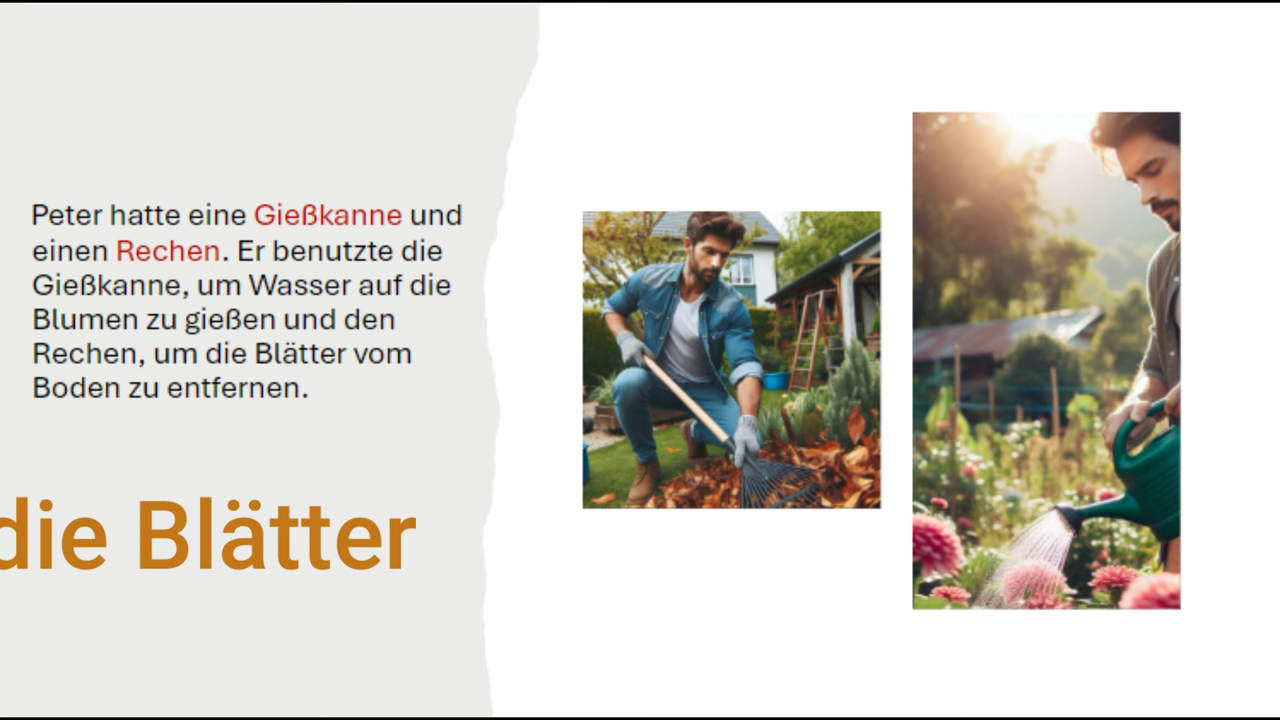 Peter hatte eine Gießkanne und
einen Rechen. Er benutzte die
Gießkanne, um Wasser auf die
Blumen zu gießen und den
Rechen, um die Blätter vom
Boden zu entfernen.
die Blätter